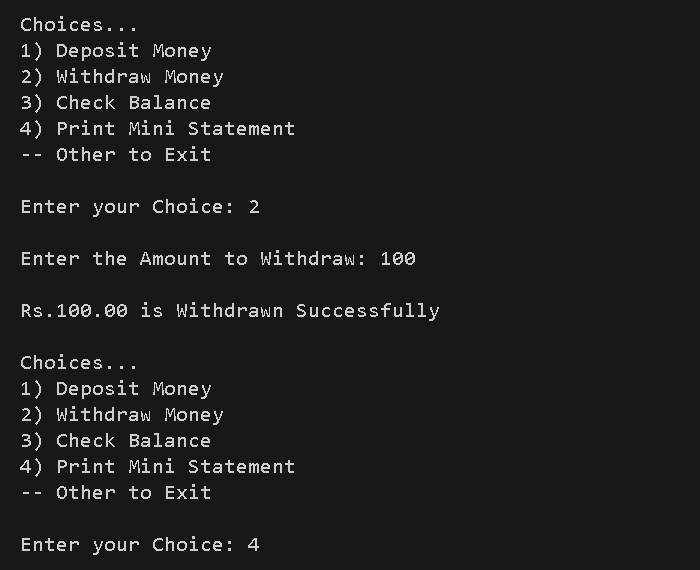 Choices...
1) Deposit Money
2) Withdraw Money
3) Check Balance
4) Print Mini Statement
-- Other to Exit
Enter your Choice: 2
Enter the Amount to Withdraw: 100
Rs.100.00 is Withdrawn Successfully
Choices...
1) Deposit Money
2) Withdraw Money
3) Check Balance
4) Print Mini Statement
-- Other to Exit
Enter your Choice: 4